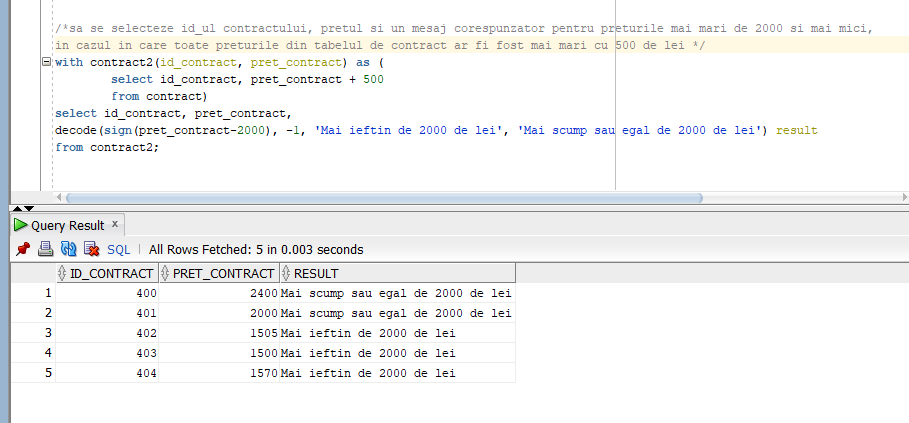 /*sa se selecteze id_ul contractului, pretul si un mesaj corespunzator pentru preturile mai mari de 2000 si mai mici,
in cazul in care toate preturile din tabelul de contract ar fi fost mai mari cu 500 de lei */
with contract2(id_contract, pret_contract) as (
select id_contract, pret_contract + 500
from contract)
select id_contract, pret_contract,
decode(sign(pret_contract-2000), -1, 'Mai ieftin de 2000 de lei', 'Mai scump sau egal de 2000 de lei') result
from contract2;
Query Result x
SQL | All Rows Fetched: 5 in 0.003 seconds
ID_CONTRACT PRET_CONTRACT RESULT
1 400 2400 Mai scump sau egal de 2000 de lei
2 401 2000 Mai scump sau egal de 2000 de lei
3 402 1505 Mai ieftin de 2000 de lei
4 403 1500 Mai ieftin de 2000 de lei
5 404 1570 Mai ieftin de 2000 de lei